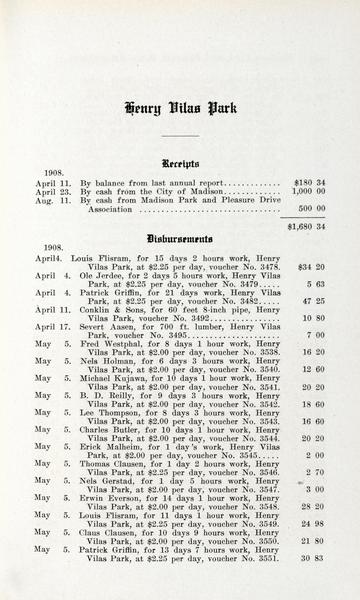 Henry Vilas Park
Receipts
1908.
April 11. By balance from last annual report............. $180 34
April 23. By cash from the City of Madison............. 1,000 00
Aug. 11. By cash from Madison Park and Pleasure Drive
Association ............................... 500 00
$1,680 34
Disbursements
1908.
April4. Louis Flisram, for 15 days 2 hours work, Henry
Vilas Park, at $2.25 per day, voucher No. 3478. $34 20
April 4. Ole Jerdee, for 2 days 5 hours work, Henry Vilas
Park, at $2.25 per day, voucher No. 3479..... 5 63
April 4. Patrick Griffin, for 21 days work, Henry Vilas
Park, at $2.25 per day, voucher No. 3482..... 47 25
April 11. Conklin & Sons, for 60 feet 8-inch pipe, Henry
Vilas Park, voucher No. 3492................ 10 80
April 17. Severt Aasen, for 700 ft. lumber, Henry Vilas
Park, voucher No. 3495..................... 7 00
May 5. Fred Westphal, for 8 days 1 hour work, Henry
Vilas Park, at $2.00 per day, voucher No. 3538. 16 20
May 5. Nels Holman, for 6 days 3 hours work, Henry
Vilas Park, at $2.00 per day, voucher No. 3540. 12 60
May 5. Michael Kujawa, for 10 days 1 hour work, Henry
Vilas Park, at $2.00 per day, voucher No. 3541. 20 20
May 5. B. D. Reilly, for 9 days 3 hours work, Henry
Vilas Park, at $2.00 per day, voucher No. 3542. 18 60
May 5. Lee Thompson, for 8 days 3 hours work, Henry
Vilas Park, at $2.00 per day, voucher No. 3543. 16 60
May 5. Charles Butler, for 10 days 1 hour work, Henry
Vilas Park, at $2.00 per day, voucher No. 3544. 20 20
May 5. Erick Malheim, for 1 day's work, Henry Vilas
Park, at $2.00 per day, voucher No. 3545..... 2 00
May 5. Thomas Clausen, for 1 day 2 hours work, Henry
Vilas Park, at $2.25 per day, voucher No. 3546. 2 70
May 5. Nels Gerstad, for 1 day 5 hours work, Henry
Vilas Park, at $2.00 per day, voucher No. 3547. 3 00
May 5. Erwin Everson, for 14 days 1 hour work, Henry
Vilas Park, at $2.00 per day, voucher No. 3548. 28 20
May 5. Louis Flisram, for 11 days 1 hour work, Henry
Vilas Park, at $2.25 per day, voucher No. 3549. 24 98
May 5. Claus Clausen, for 10 days 9 hours work, Henry
Vilas Park, at $2.00 per day, voucher No. 3550. 21 80
May 5. Patrick Griffin, for 13 days 7 hours work, Henry
Vilas Park, at $2.25 per day, voucher No. 3551. 30 83